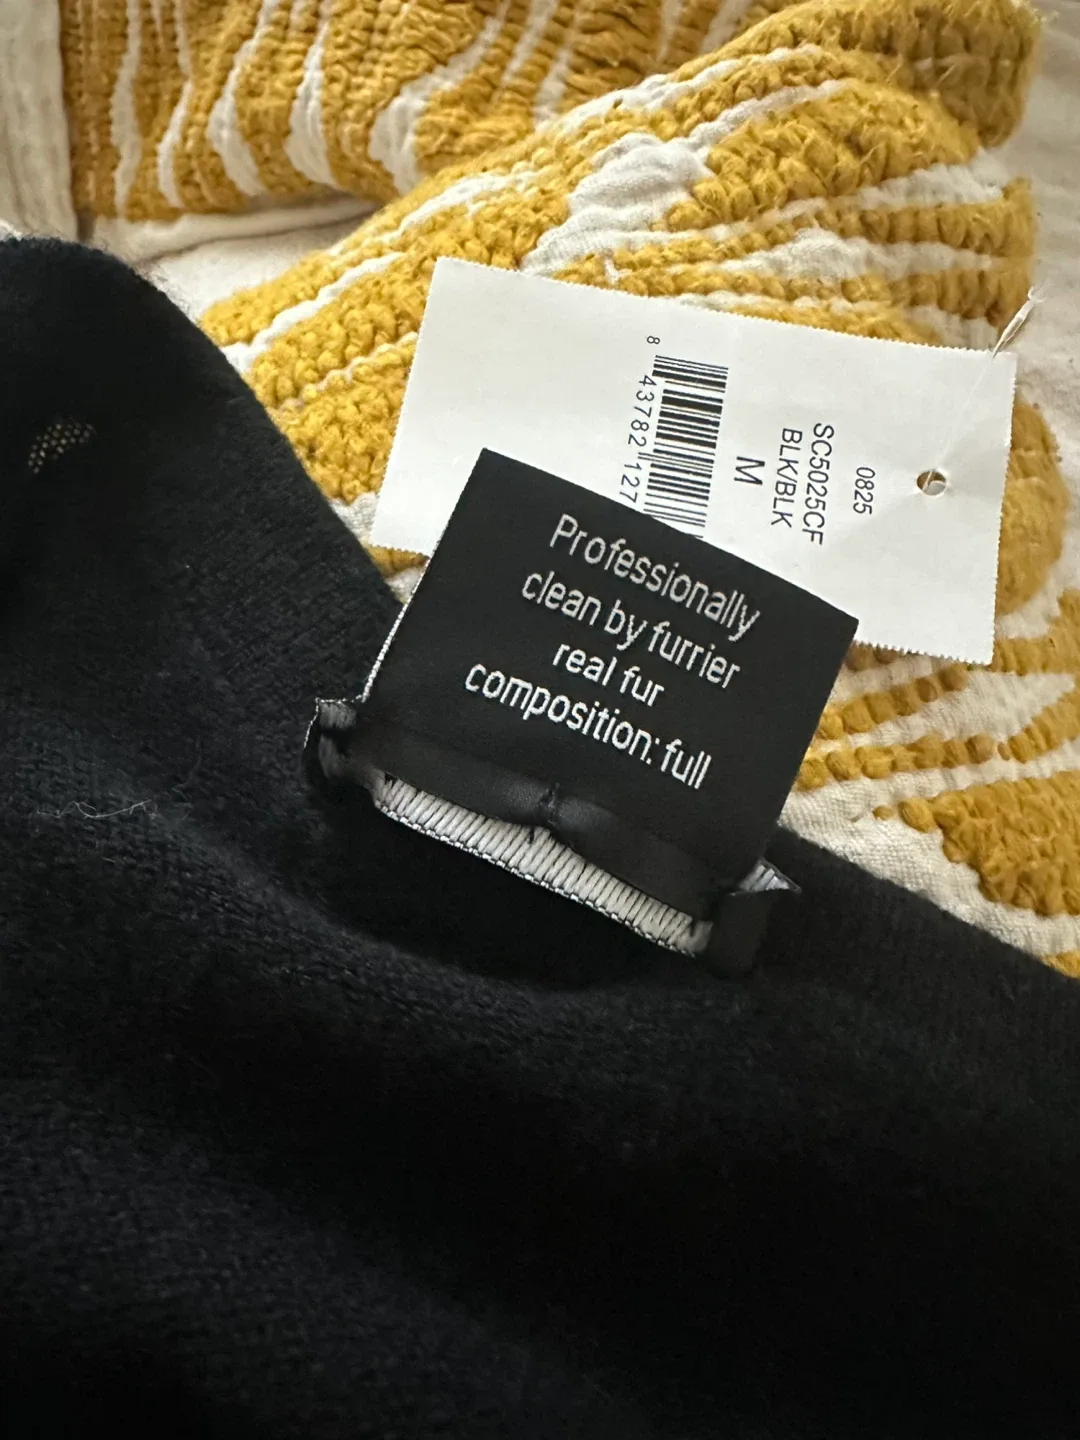 Professionally
clean by furrier
real fur
composition: full
0825
SC5025CF
BLK/BLK
M
8 43782 127